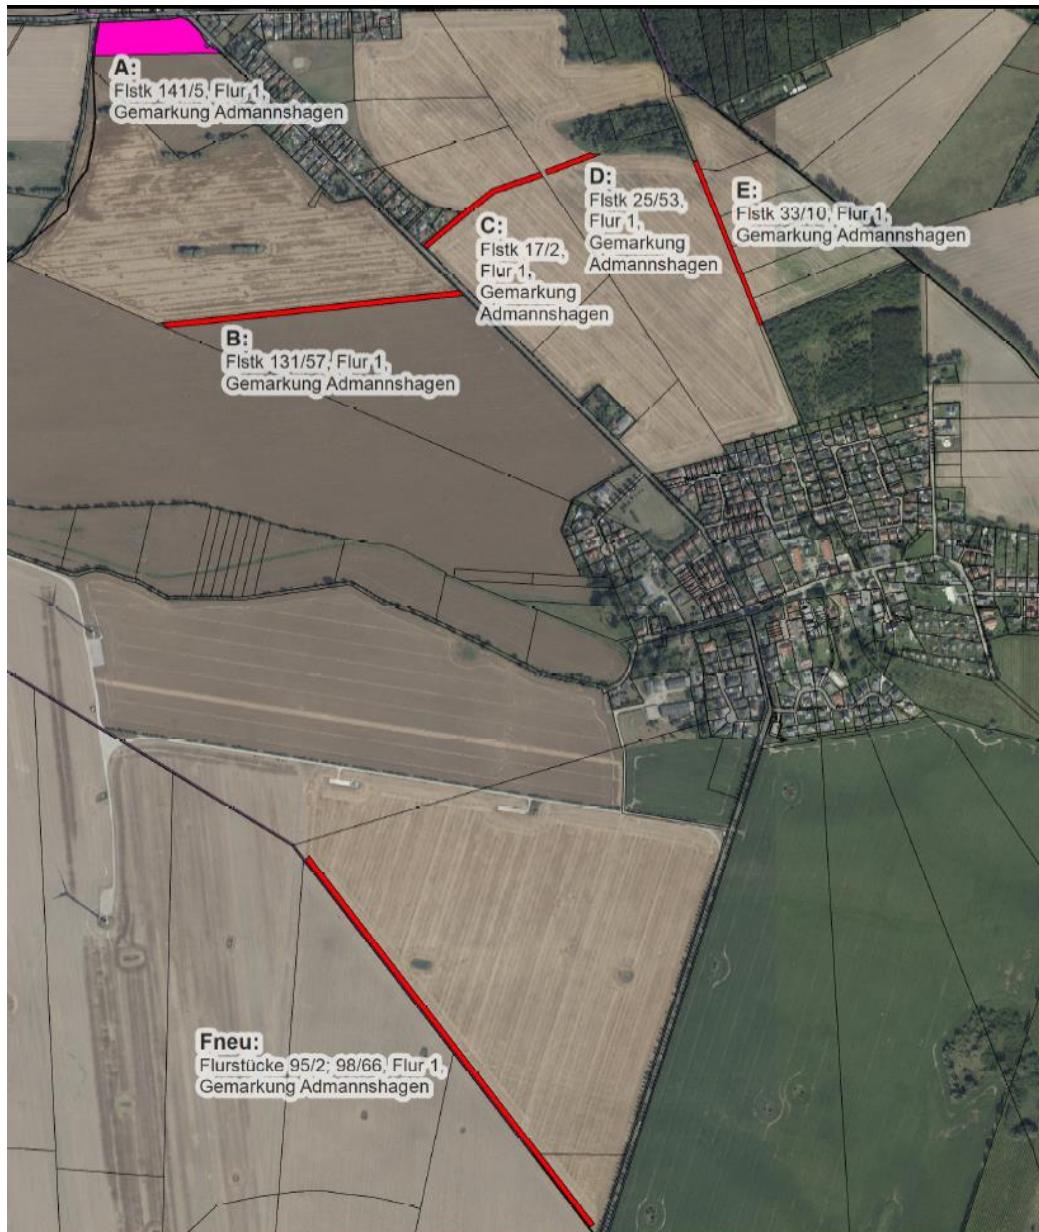 A:
Flstk 141/5, Flur 1,
Gemarkung Admannshagen
D:
Flstk 25/53,
Flur 1,
Gemarkung
Admannshagen
E:
Flstk 33/10, Flur 1,
Gemarkung Admannshagen
C:
Flstk 17/2,
Flur 1,
Gemarkung
Admannshagen
B:
Flstk 131/57, Flur 1,
Gemarkung Admannshagen
Fneu:
Flurstücke 95/2; 98/66, Flur 1,
Gemarkung Admannshagen